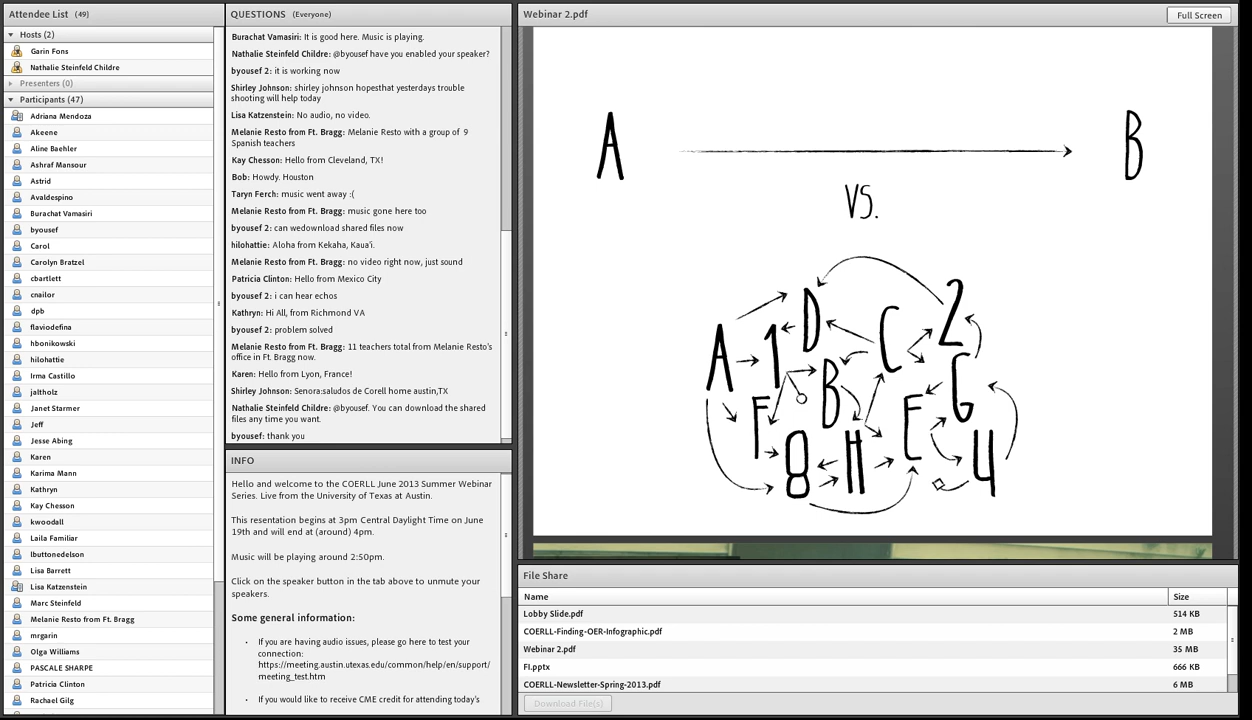 Attendee List (49)
Hosts (2)
Garin Fons
Nathalie Steinfeld Childre
Presenters (0)
Participants (47)
Adriana Mendoza
Akeene
Aline Baehler
Ashraf Mansour
Astrid
Avaldespino
Burachat Vamasiri
byousef
Carol
Carolyn Bratzel
cbartlett
cnailor
dpb
flaviodefina
hbonikowski
hilohattie
Irma Castillo
jaltholz
Janet Starmer
Jeff
Jesse Abing
Karen
Karima Mann
Kathryn
Kay Chesson
kwoodall
Laila Familiar
lbuttonedelson
Lisa Barrett
Lisa Katzenstein
Marc Steinfeld
Melanie Resto from Ft. Bragg
mrgarin
Olga Williams
PASCALE SHARPE
Patricia Clinton
Rachael Gilg
QUESTIONS (Everyone)
Burachat Vamasiri: It is good here. Music is playing.
Nathalie Steinfeld Childre: @byousef have you enabled your speaker?
byousef 2: it is working now
Shirley Johnson: shirley johnson hopesthat yesterdays trouble
shooting will help today
Lisa Katzenstein: No audio, no video.
Melanie Resto from Ft. Bragg: Melanie Resto with a group of 9
Spanish teachers
Kay Chesson: Hello from Cleveland, TX!
Bob: Howdy. Houston
Taryn Ferch: music went away :(
Melanie Resto from Ft. Bragg: music gone here too
byousef 2: can wedownload shared files now
hilohattie: Aloha from Kekaha, Kaua'i.
Melanie Resto from Ft. Bragg: no video right now, just sound
Patricia Clinton: Hello from Mexico City
byousef 2: i can hear echos
Kathryn: Hi All, from Richmond VA
byousef 2: problem solved
Melanie Resto from Ft. Bragg: 11 teachers total from Melanie Resto's
office in Ft. Bragg now.
Karen: Hello from Lyon, France!
Shirley Johnson: Senora:saludos de Corell home austin,TX
Nathalie Steinfeld Childre: @byousef. You can download the shared
files any time you want.
byousef: thank you
INFO
Hello and welcome to the COERLL June 2013 Summer Webinar
Series. Live from the University of Texas at Austin.
This resentation begins at 3pm Central Daylight Time on June
19th and will end at (around) 4pm.
Music will be playing around 2:50pm.
Click on the speaker button in the tab above to unmute your
speakers.
Some general information:
• If you are having audio issues, please go here to test your
connection:
https://meeting.austin.utexas.edu/common/help/en/support/
meeting_test.htm
• If you would like to receive CME credit for attending today's
Webinar 2.pdf
Full Screen
A B
VS.
A 1 D C 2
F B E G
8 H 4
File Share
Name Size
Lobby Slide.pdf 514 KB
COERLL-Finding-OER-Infographic.pdf 2 MB
Webinar 2.pdf 35 MB
FI.pptx 666 KB
COERLL-Newsletter-Spring-2013.pdf 6 MB
Download File(s)